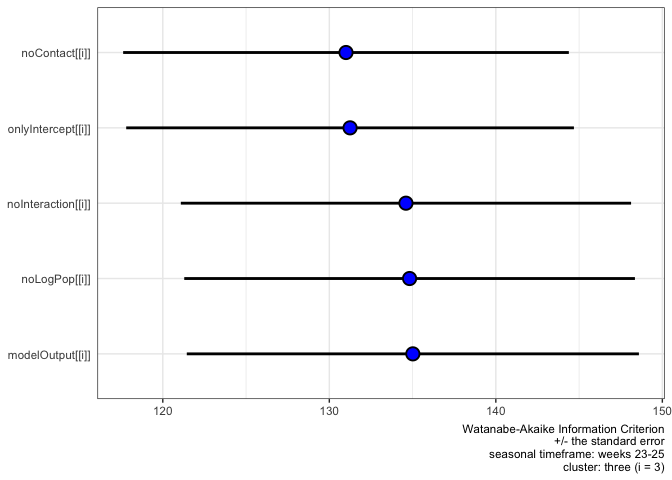 noContact[[i]]
onlyIntercept[[i]]
noInteraction[[i]]
noLogPop[[i]]
modelOutput[[i]]
120 130 140 150
Watanabe-Akaike Information Criterion
+/- the standard error
seasonal timeframe: weeks 23-25
cluster: three (i = 3)